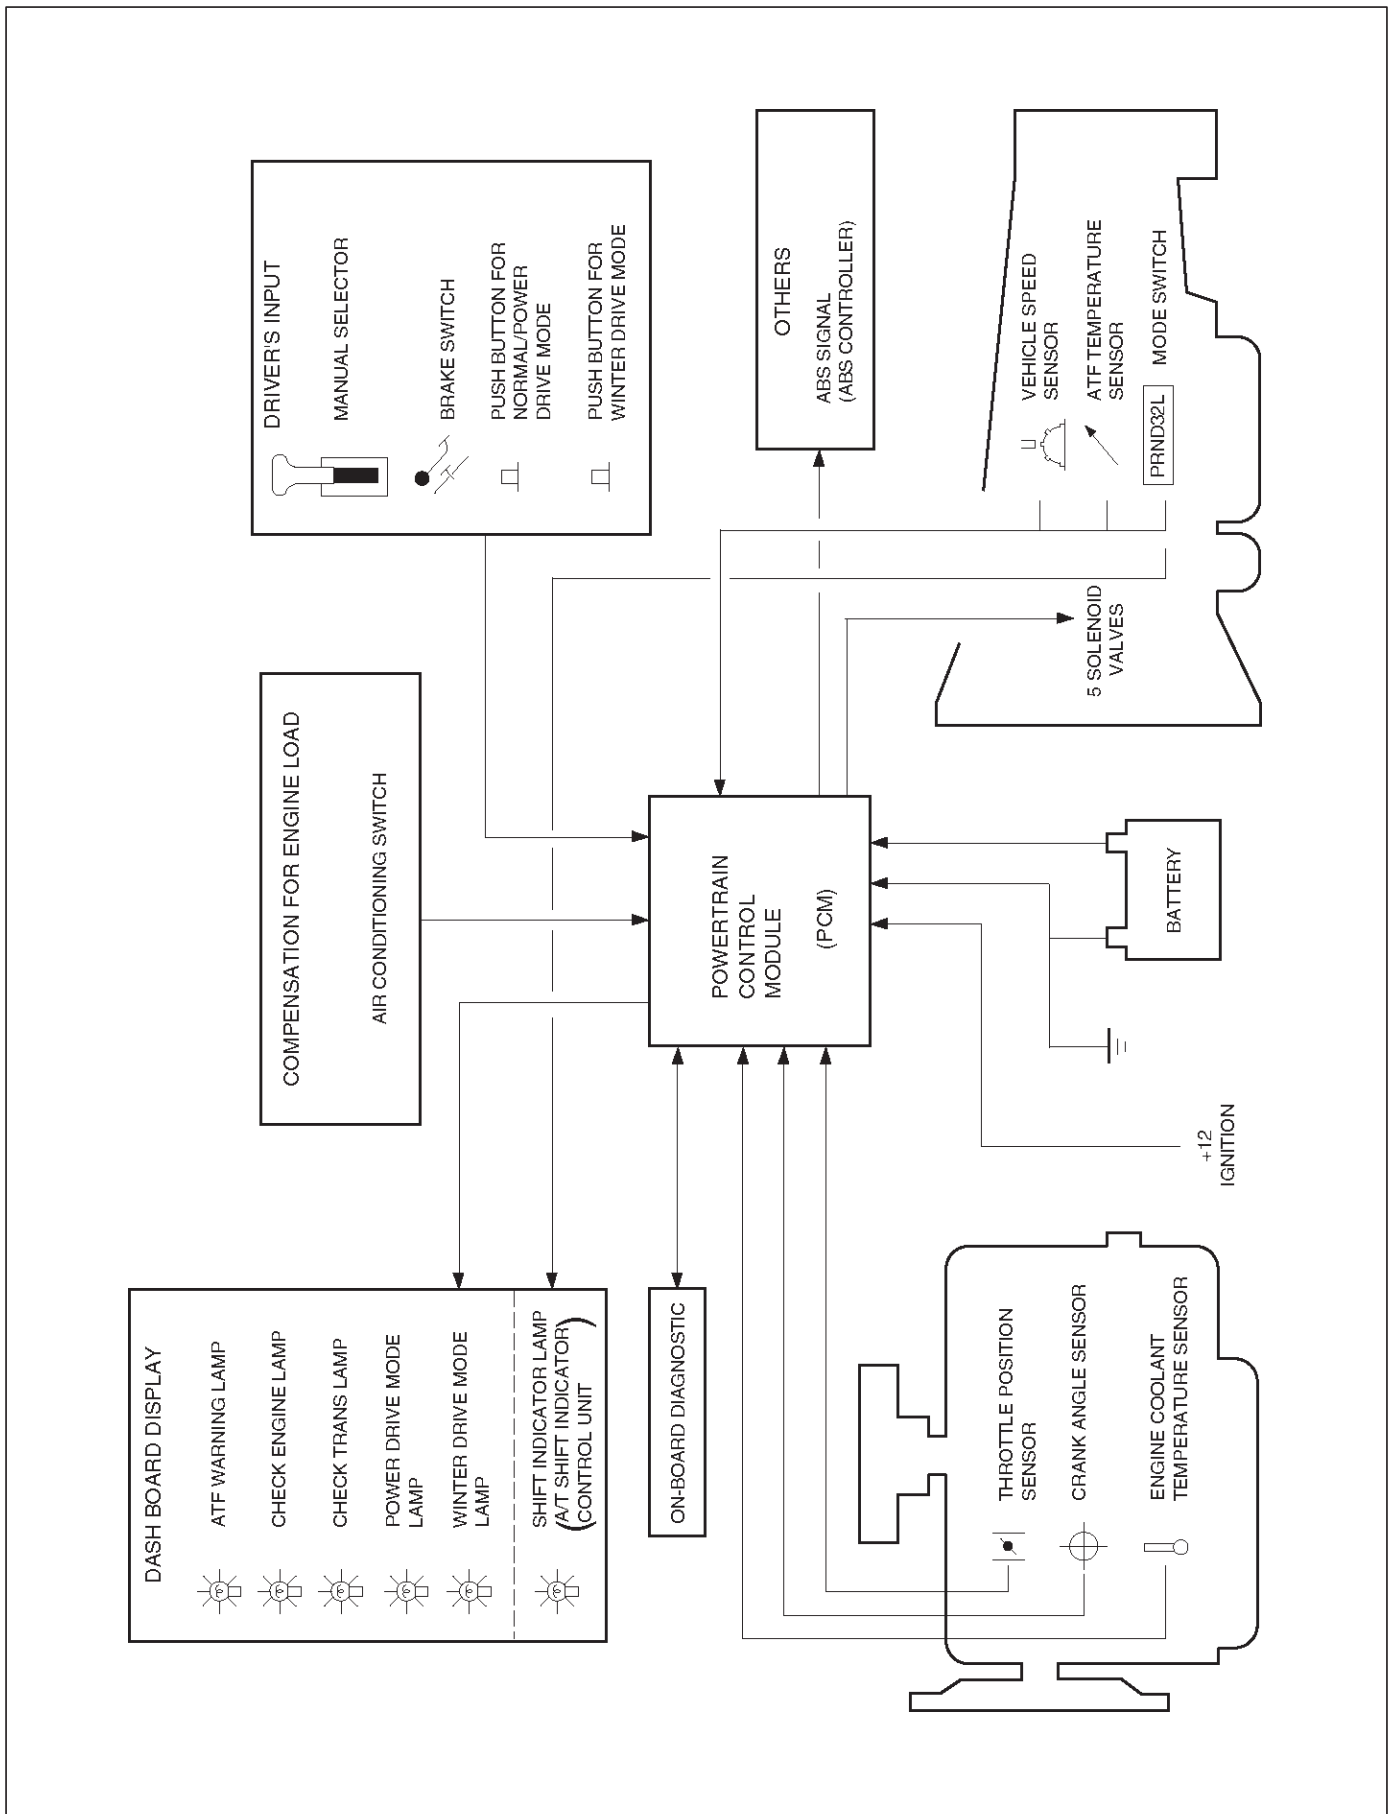 DASH BOARD DISPLAY
ATF WARNING LAMP
CHECK ENGINE LAMP
CHECK TRANS LAMP
POWER DRIVE MODE
LAMP
WINTER DRIVE MODE
LAMP
SHIFT INDICATOR LAMP
(A/T SHIFT INDICATOR
CONTROL UNIT)
COMPENSATION FOR ENGINE LOAD
AIR CONDITIONING SWITCH
DRIVER'S INPUT
MANUAL SELECTOR
BRAKE SWITCH
PUSH BUTTON FOR
NORMAL/POWER
DRIVE MODE
PUSH BUTTON FOR
WINTER DRIVE MODE
ON-BOARD DIAGNOSTIC
POWERTRAIN
CONTROL
MODULE
(PCM)
OTHERS
ABS SIGNAL
(ABS CONTROLLER)
THROTTLE POSITION
SENSOR
CRANK ANGLE SENSOR
ENGINE COOLANT
TEMPERATURE SENSOR
+12
IGNITION
BATTERY
5 SOLENOID
VALVES
VEHICLE SPEED
SENSOR
ATF TEMPERATURE
SENSOR
PRND32L
MODE SWITCH